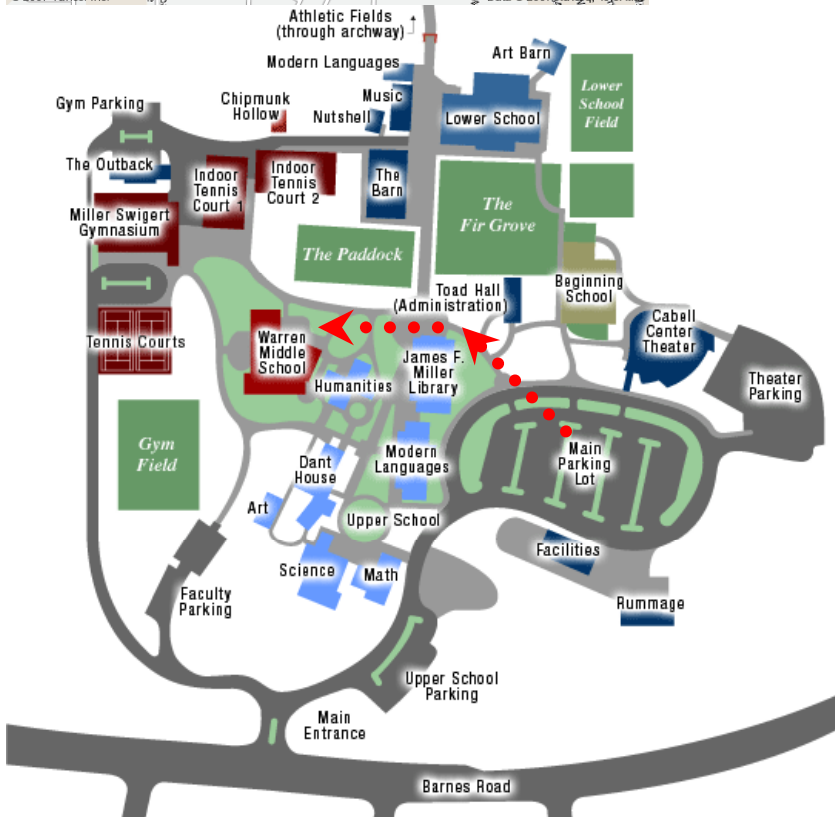 Athletic Fields
(through archway)
Art Barn
Modern Languages
Gym Parking
Chipmunk
Hollow
Music
Nutshell
Lower School
Lower
School
Field
The Outback
Indoor
Tennis
Court 1
Indoor
Tennis
Court 2
The
Barn
The
Fir Grove
Miller Swigert
Gymnasium
The Paddock
Toad Hall
(Administration)
Beginning
School
Cabell
Center
Theater
Tennis Courts
Warren
Middle
School
James F.
Miller
Library
Humanities
Theater
Parking
Gym
Field
Dant
House
Modern
Languages
Main
Parking
Lot
Art
Upper School
Facilities
Science
Math
Faculty
Parking
Rummage
Upper School
Parking
Main
Entrance
Barnes Road